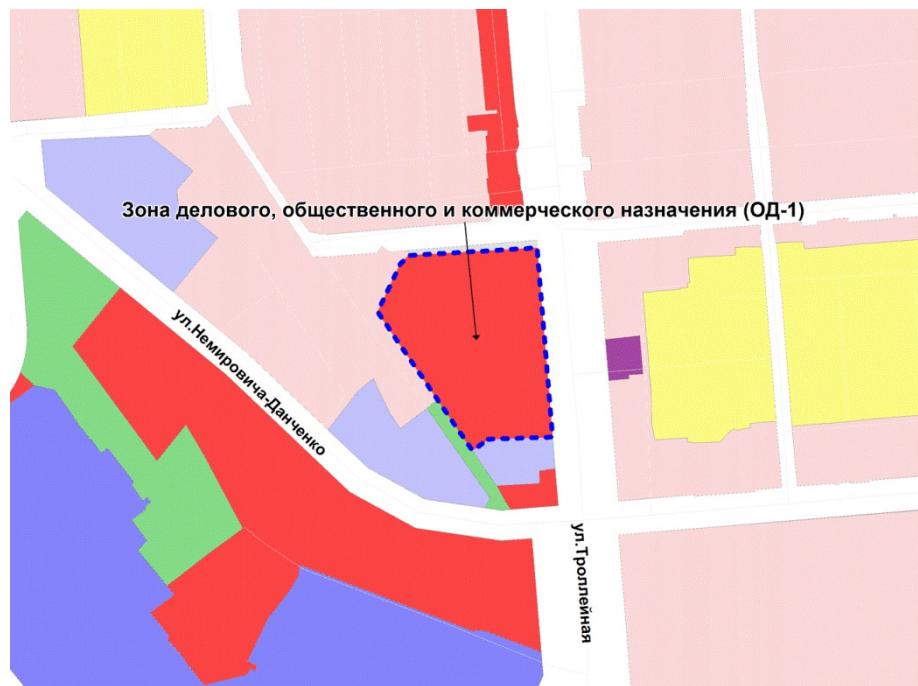 Зона делового, общественного и коммерческого назначения (ОД-1)
ул.Немировича-Данченко
ул.Троллейная